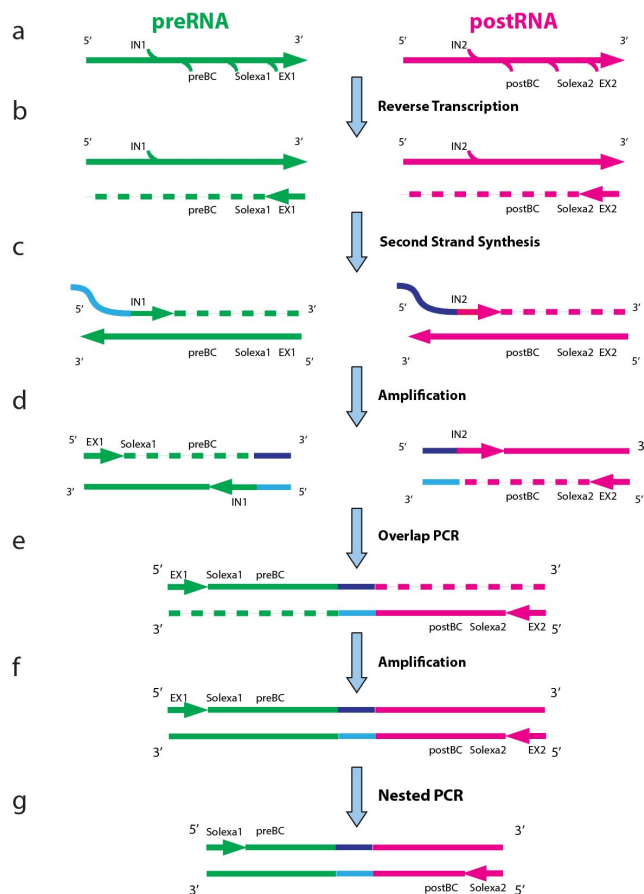 preRNA postRNA
a
5’ IN1 3’ 5’ IN2 3’
preBC Solexa1 EX1 postBC Solexa2 EX2
b Reverse Transcription
5’ IN1 3’ 5’ IN2 3’
preBC Solexa1 EX1 postBC Solexa2 EX2
c Second Strand Synthesis
5’ IN1 3’ 5’ IN2 3’
3’ preBC Solexa1 EX1 5’ 3’ postBC Solexa2 EX2 5’
d Amplification
5’ EX1 Solexa1 preBC 3’ 5’ IN2 3’
3’ IN1 5’ 3’ postBC Solexa2 EX2 5’
e Overlap PCR
5’ EX1 Solexa1 preBC 3’
3’ postBC Solexa2 EX2 5’
f Amplification
5’ EX1 Solexa1 preBC 3’
3’ postBC Solexa2 EX2 5’
g Nested PCR
5’ Solexa1 preBC 3’
3’ postBC Solexa2 5’